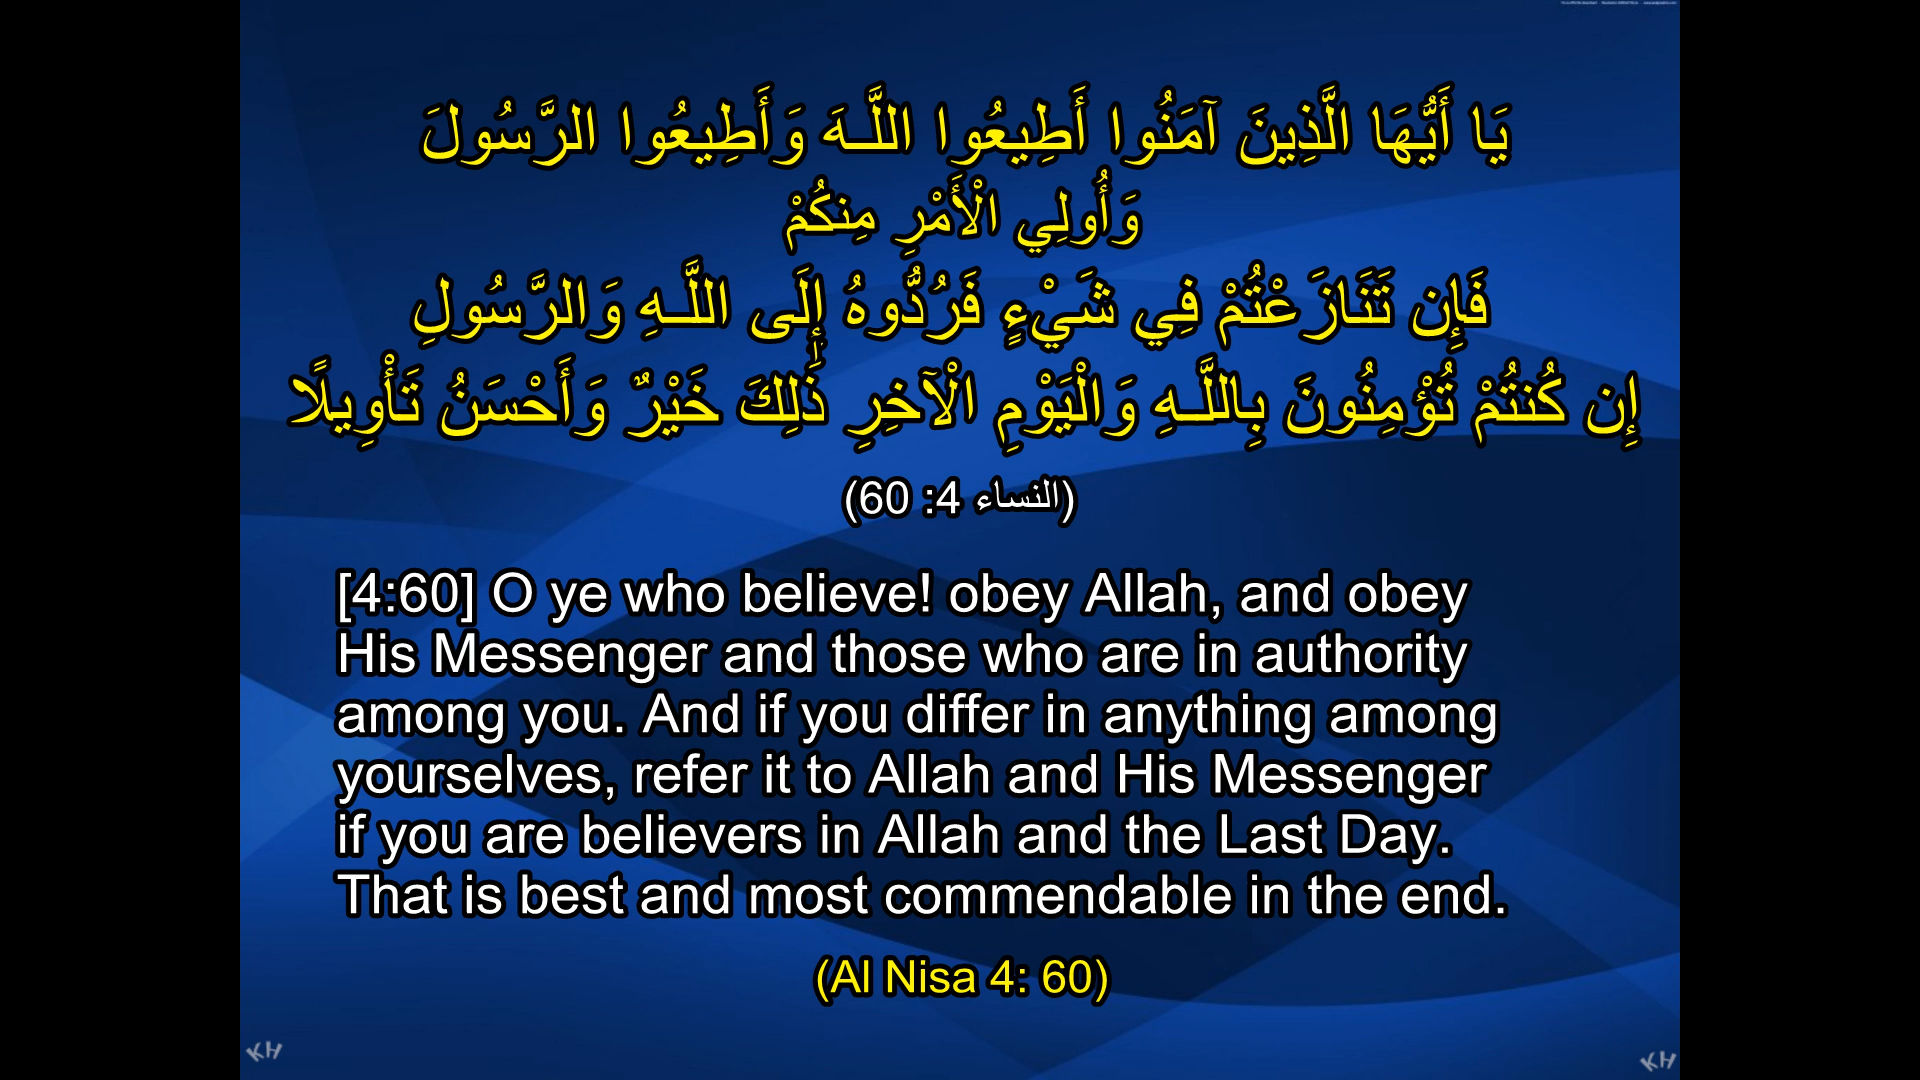 يَا أَيُّهَا الَّذِينَ آمَنُوا أَطِيعُوا اللَّـهَ وَأَطِيعُوا الرَّسُولَ
وَأُولِي الْأَمْرِ مِنكُمْ
فَإِن تَنَازَعْتُمْ فِي شَيْءٍ فَرُدُّوهُ إِلَى اللَّـهِ وَالرَّسُولِ
إِن كُنتُمْ تُؤْمِنُونَ بِاللَّـهِ وَالْيَوْمِ الْآخِرِ ذَٰلِكَ خَيْرٌ وَأَحْسَنُ تَأْوِيلًا
(النساء 4: 60)
[4:60] O ye who believe! obey Allah, and obey
His Messenger and those who are in authority
among you. And if you differ in anything among
yourselves, refer it to Allah and His Messenger
if you are believers in Allah and the Last Day.
That is best and most commendable in the end.
(Al Nisa 4: 60)
KH
KH